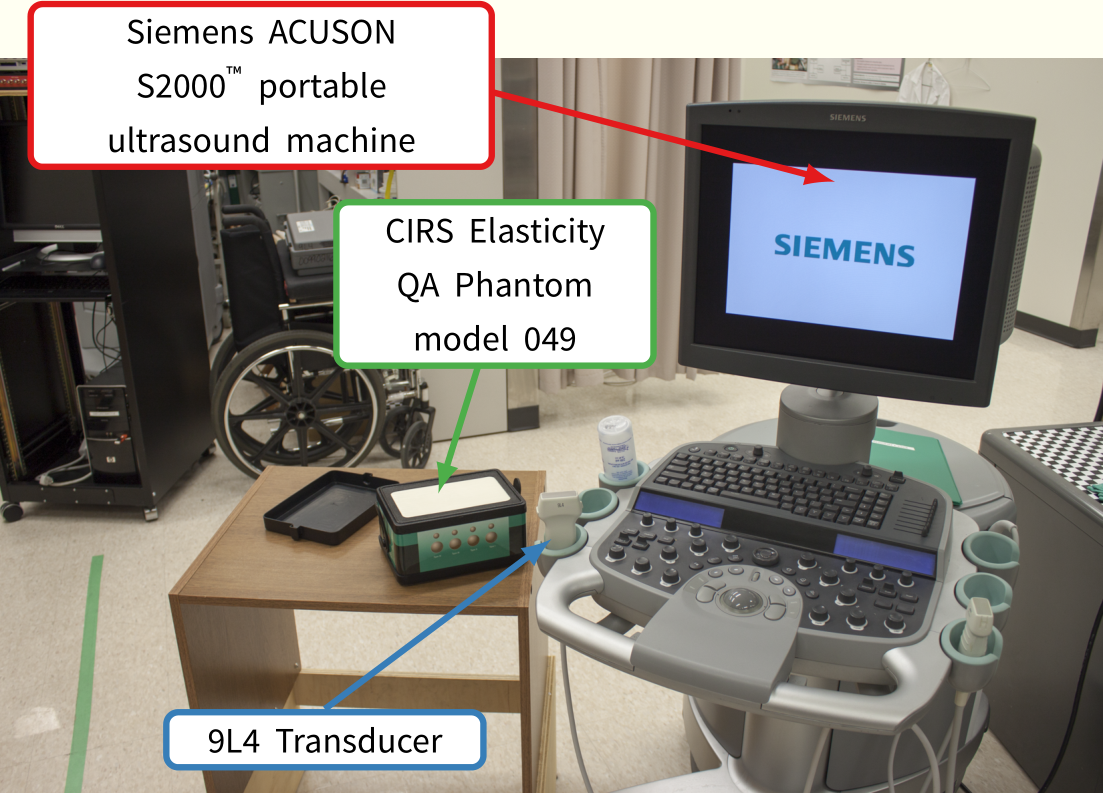 Siemens ACUSON
S2000™ portable
ultrasound machine
SIEMENS
CIRS Elasticity
QA Phantom
model 049
SIEMENS
9L4 Transducer